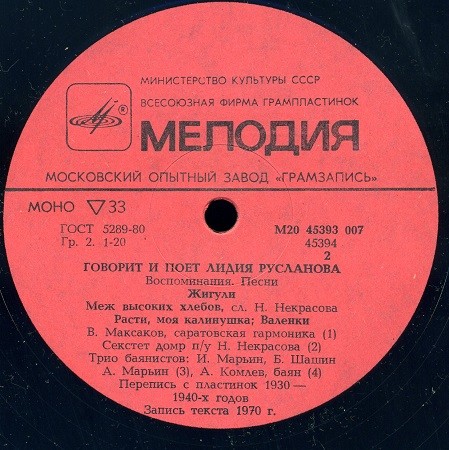 МИНИСТЕРСТВО КУЛЬТУРЫ СССР
ВСЕСОЮЗНАЯ ФИРМА ГРАМПЛАСТИНОК
®
МЕЛОДИЯ
МОСКОВСКИЙ ОПЫТНЫЙ ЗАВОД «ГРАМЗАПИСЬ»
МОНО ▽ 33
ГОСТ 5289-80 М20 45393 007
Гр. 2. 1-20 45394
2
ГОВОРИТ И ПОЕТ ЛИДИЯ РУСЛАНОВА
Воспоминания. Песни
Жигули
Меж высоких хлебов, сл. Н. Некрасова
Расти, моя калинушка; Валенки
В. Максаков, саратовская гармоника (1)
Секстет домр п/у Н. Некрасова (2)
Трио баянистов: И. Марьин, Б. Шашин
А. Марьин (3), А. Комлев, баян (4)
Перепись с пластинок 1930—
1940-х годов
Запись текста 1970 г.